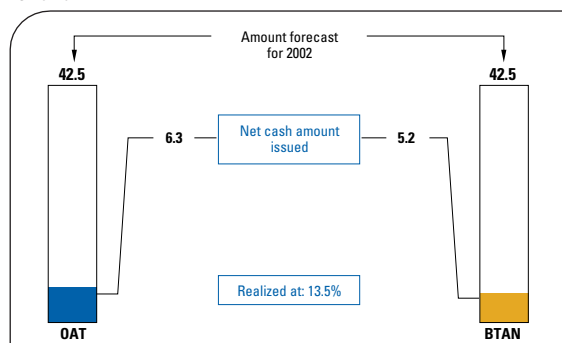 Amount forecast
for 2002
42.5
42.5
6.3
Net cash amount
issued
5.2
Realized at: 13.5%
OAT
BTAN